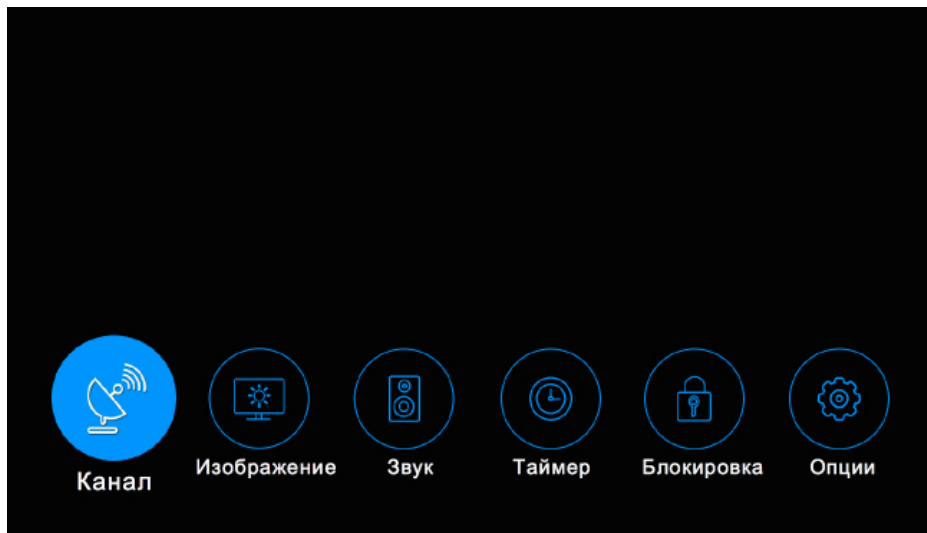 Канал
Изображение
Звук
Таймер
Блокировка
Опции